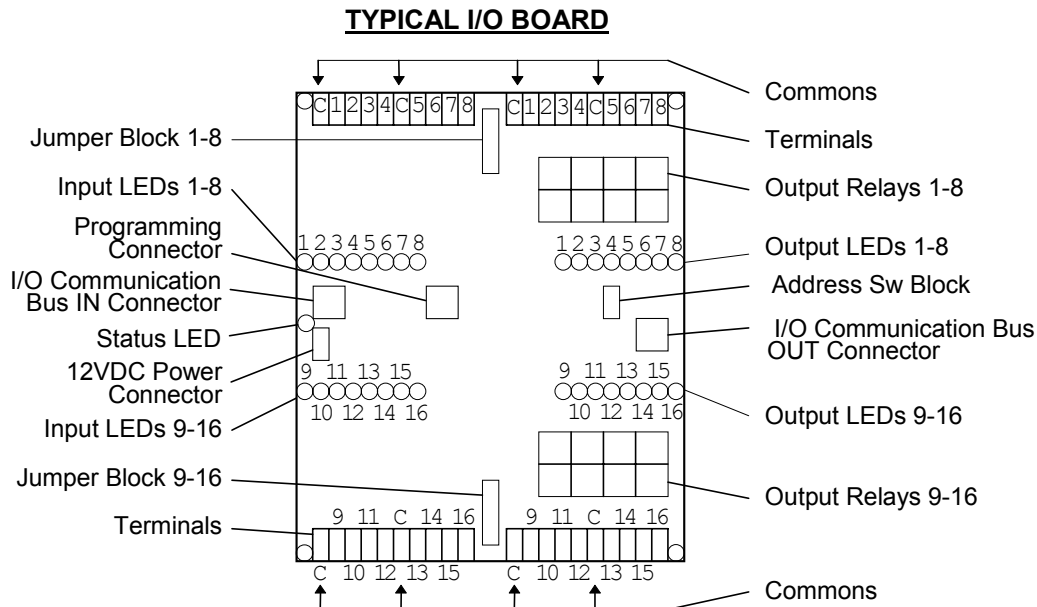 TYPICAL I/O BOARD
Commons
C 1 2 3 4 C 5 6 7 8 C 1 2 3 4 C 5 6 7 8
Jumper Block 1-8
Terminals
Input LEDs 1-8
Output Relays 1-8
Programming
Connector
1 2 3 4 5 6 7 8 1 2 3 4 5 6 7 8
Output LEDs 1-8
I/O Communication
Bus IN Connector
Address Sw Block
Status LED
I/O Communication Bus
OUT Connector
12VDC Power
Connector
9 11 13 15 9 11 13 15
10 12 14 16 10 12 14 16
Input LEDs 9-16
Output LEDs 9-16
Jumper Block 9-16
Output Relays 9-16
Terminals
9 11 C 14 16 9 11 C 14 16
C 10 12 13 15 C 10 12 13 15
Commons